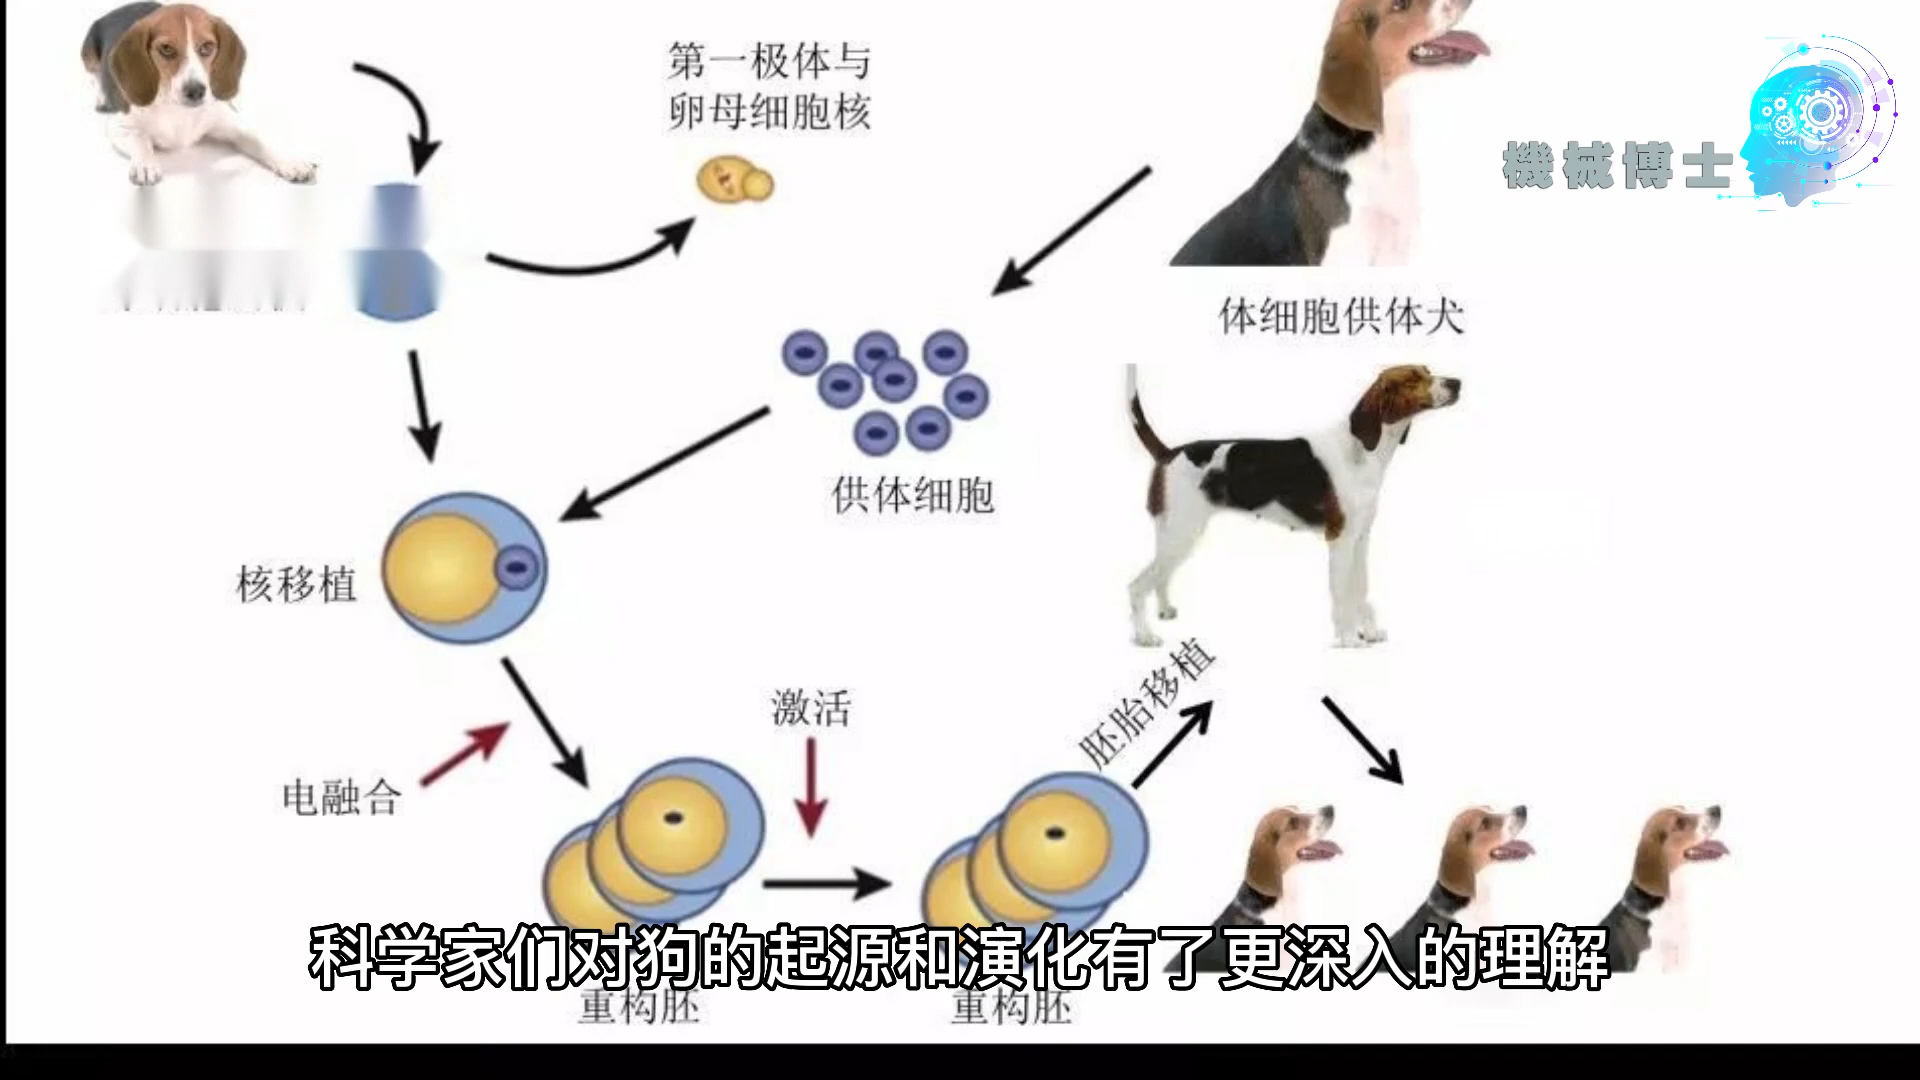 第一极体与
卵母细胞核
機械博士
体细胞供体犬
供体细胞
核移植
胚胎移植
激活
电融合
科学家们对狗的起源和演化有了更深入的理解
重构胚
重构胚